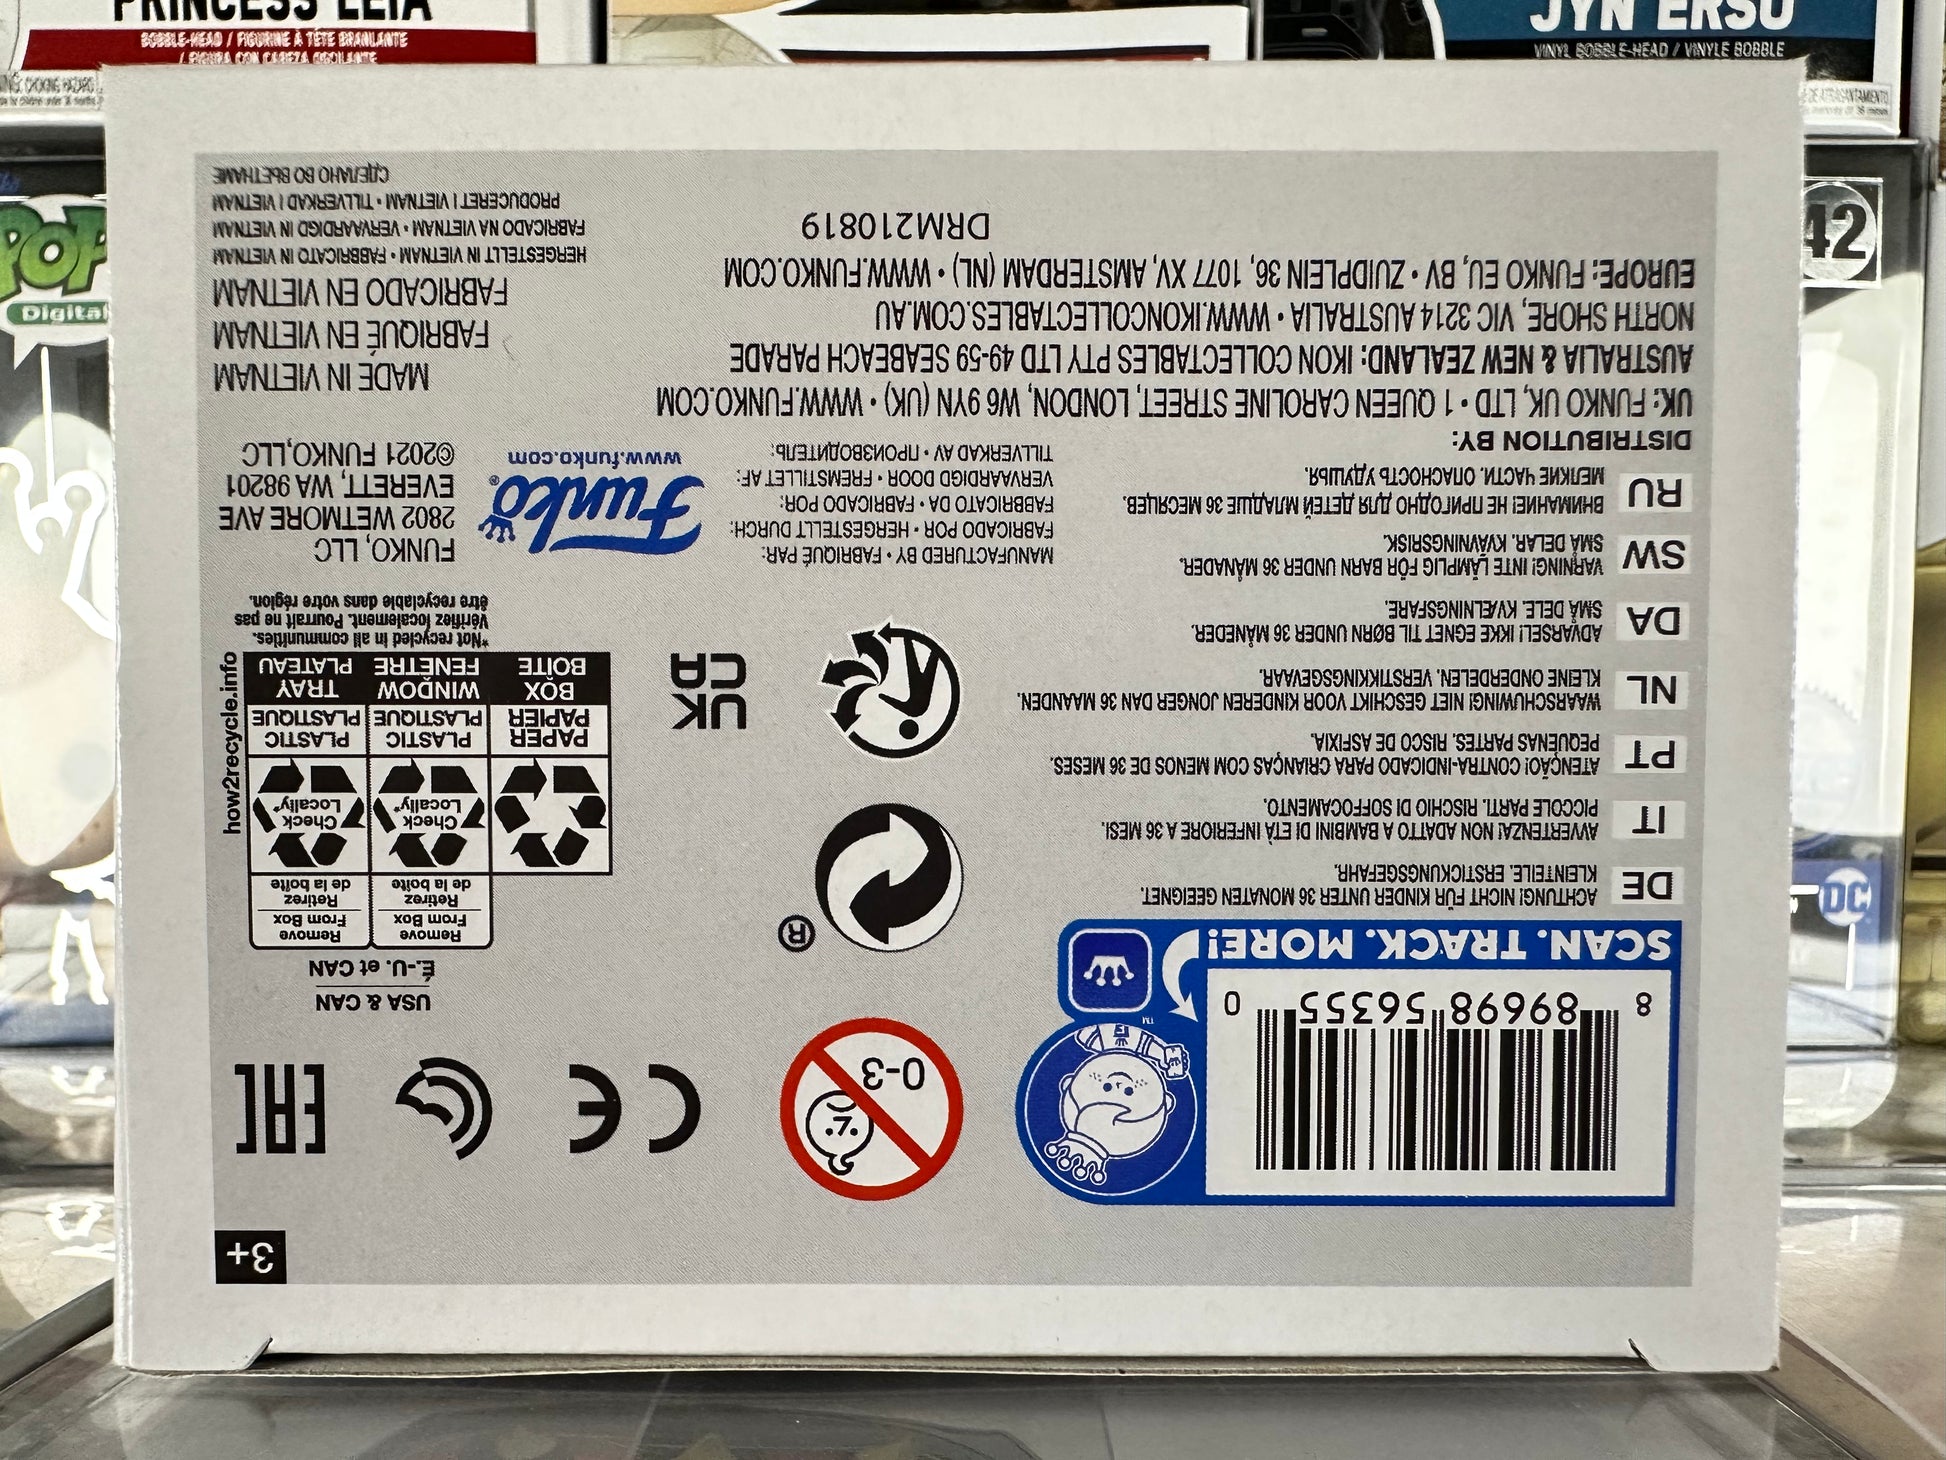 PRINCESS LEIA
BOBBLE-HEAD / FIGURINE À TÊTE BRANLANTE
/ FIGURA CON CABEZA OSCILANTE
JYN ERSO
VINYL BOBBLE-HEAD / VINYLE BOBBLE
POP
Digital
42
DC
3+
8 89698 56355 0
SCAN. TRACK. MORE!
TM
0-3
CE
EAC
USA & CAN
É.-U. et CAN
Remove
From Box
Retirez
de la boîte
Remove
From Box
Retirez
de la boîte
Check
Locally*
Check
Locally*
PAPER
PAPIER
PLASTIC
PLASTIQUE
PLASTIC
PLASTIQUE
BOX
BOÎTE
WINDOW
FENÊTRE
TRAY
PLATEAU
how2recycle.info
*Not recycled in all communities.
Vérifiez localement. Pourrait ne pas
être recyclable dans votre région.
®
UK
CA
DE
ACHTUNG! NICHT FÜR KINDER UNTER 36 MONATEN GEEIGNET.
KLEINTEILE. ERSTICKUNGSGEFAHR.
IT
AVVERTENZA! NON ADATTO A BAMBINI DI ETÀ INFERIORE A 36 MESI.
PICCOLE PARTI. RISCHIO DI SOFFOCAMENTO.
PT
ATENÇÃO! CONTRA-INDICADO PARA CRIANÇAS COM MENOS DE 36 MESES.
PEQUENAS PARTES. RISCO DE ASFIXIA.
NL
WAARSCHUWING! NIET GESCHIKT VOOR KINDEREN JONGER DAN 36 MAANDEN.
KLEINE ONDERDELEN. VERSTIKKINGSGEVAAR.
DA
ADVARSEL! IKKE EGNET TIL BØRN UNDER 36 MÅNEDER.
SMÅ DELE. KVÆLNINGSFARE.
SW
VARNING! INTE LÄMPLIG FÖR BARN UNDER 36 MÅNADER.
SMÅ DELAR. KVÄVNINGSRISK.
RU
ВНИМАНИЕ! НЕ ПРИГОДНО ДЛЯ ДЕТЕЙ МЛАДШЕ 36 МЕСЯЦЕВ.
МЕЛКИЕ ЧАСТИ. ОПАСНОСТЬ УДУШЬЯ.
MANUFACTURED BY • FABRIQUÉ PAR:
FABRICADO POR • HERGESTELLT DURCH:
FABBRICATO DA • FABRICADO POR:
VERVAARDIGD DOOR • FREMSTILLET AF:
TILLVERKAD AV • ПРОИЗВОДИТЕЛЬ:
Funko®
www.funko.com
FUNKO, LLC
2802 WETMORE AVE
EVERETT, WA 98201
©2021 FUNKO,LLC
DISTRIBUTION BY:
UK: FUNKO UK, LTD • 1 QUEEN CAROLINE STREET, LONDON, W6 9YN (UK) • WWW.FUNKO.COM
AUSTRALIA & NEW ZEALAND: IKON COLLECTABLES PTY LTD 49-59 SEABEACH PARADE
NORTH SHORE, VIC 3214 AUSTRALIA • WWW.IKONCOLLECTABLES.COM.AU
EUROPE: FUNKO EU, BV • ZUIDPLEIN 36, 1077 XV, AMSTERDAM (NL) • WWW.FUNKO.COM
DRM210819
MADE IN VIETNAM
FABRIQUÉ EN VIETNAM
FABRICADO EN VIETNAM
HERGESTELLT IN VIETNAM • FABBRICATO IN VIETNAM
FABRICADO NA VIETNAM • VERVAARDIGD IN VIETNAM
PRODUCERET I VIETNAM • TILLVERKAD I VIETNAM
СДЕЛАНО ВО ВЬЕТНАМЕ